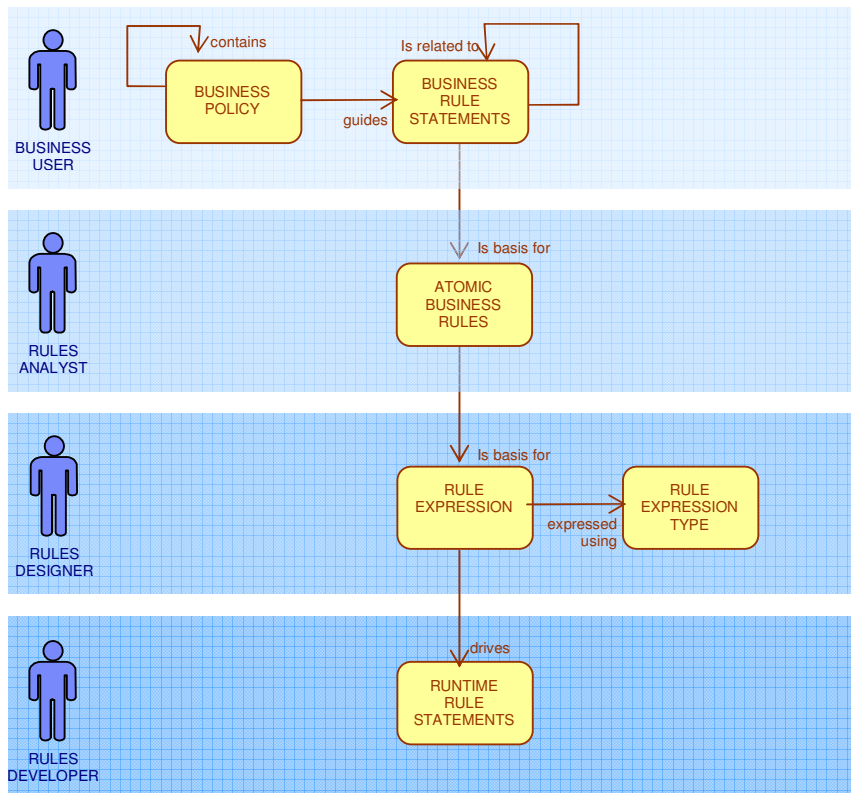 contains
Is related to
BUSINESS
POLICY
BUSINESS
RULE
STATEMENTS
guides
BUSINESS
USER
Is basis for
ATOMIC
BUSINESS
RULES
RULES
ANALYST
Is basis for
RULE
EXPRESSION
RULE
EXPRESSION
TYPE
expressed
using
RULES
DESIGNER
drives
RUNTIME
RULE
STATEMENTS
RULES
DEVELOPER